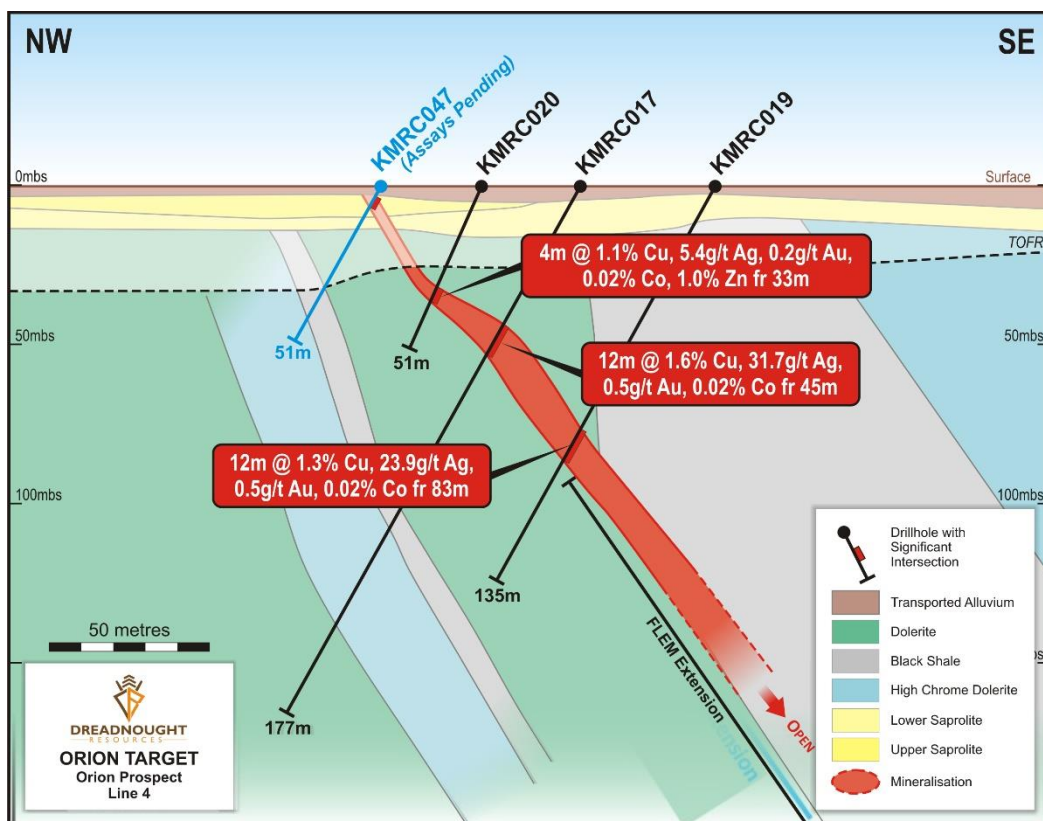 NW
SE
KMRC047
(Assays Pending)
KMRC020
KMRC017
KMRC019
0mbs
Surface
TOFR
4m @ 1.1% Cu, 5.4g/t Ag, 0.2g/t Au,
0.02% Co, 1.0% Zn fr 33m
50mbs
50mbs
51m
51m
12m @ 1.6% Cu, 31.7g/t Ag,
0.5g/t Au, 0.02% Co fr 45m
12m @ 1.3% Cu, 23.9g/t Ag,
0.5g/t Au, 0.02% Co fr 83m
100mbs
100mbs
135m
177m
FLEM Extension
OPEN
50 metres
DREADNOUGHT
RESOURCES
ORION TARGET
Orion Prospect
Line 4
Drillhole with
Significant
Intersection
Transported Alluvium
Dolerite
Black Shale
High Chrome Dolerite
Lower Saprolite
Upper Saprolite
Mineralisation